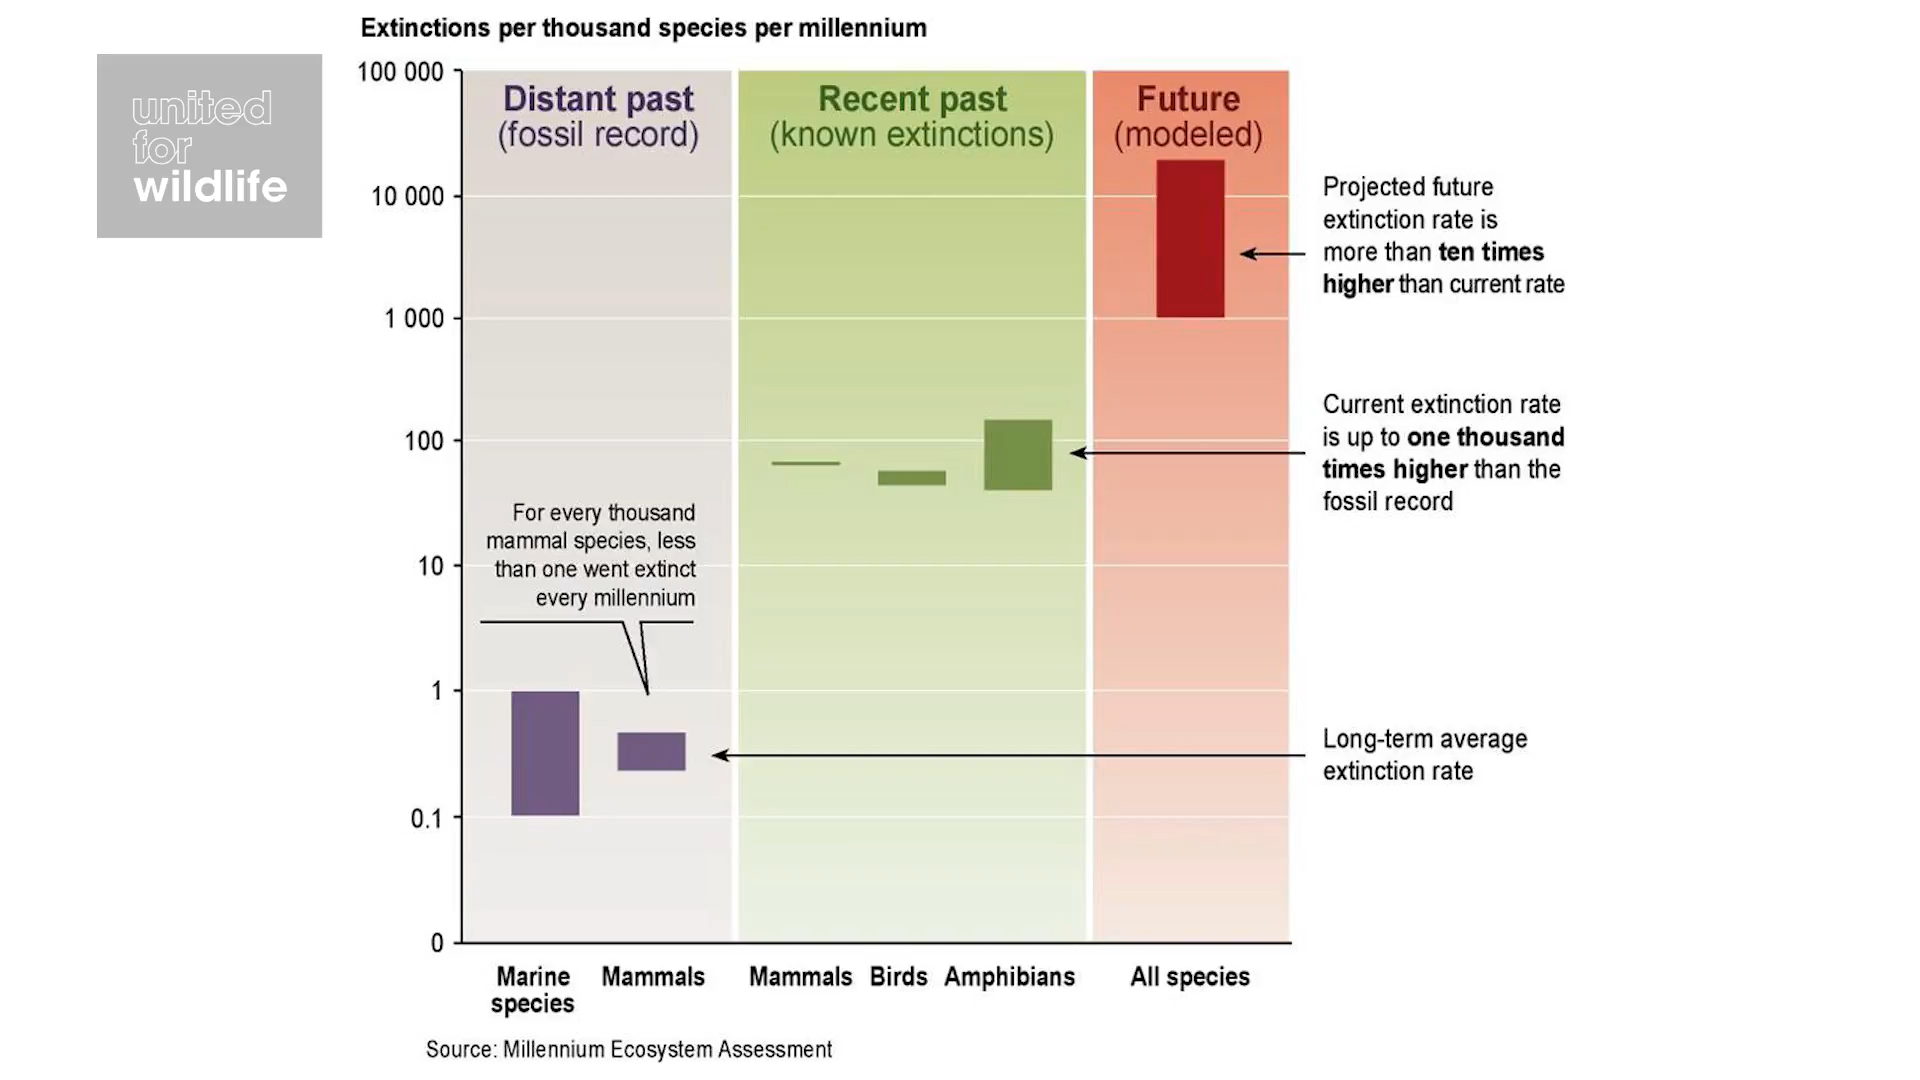 Extinctions per thousand species per millennium
united
for
wildlife
100 000
10 000
1 000
100
10
1
0.1
0
Distant past
(fossil record)
Recent past
(known extinctions)
Future
(modeled)
Projected future
extinction rate is
more than ten times
higher than current rate
Current extinction rate
is up to one thousand
times higher than the
fossil record
For every thousand
mammal species, less
than one went extinct
every millennium
Long-term average
extinction rate
Marine
species
Mammals
Mammals
Birds
Amphibians
All species
Source: Millennium Ecosystem Assessment